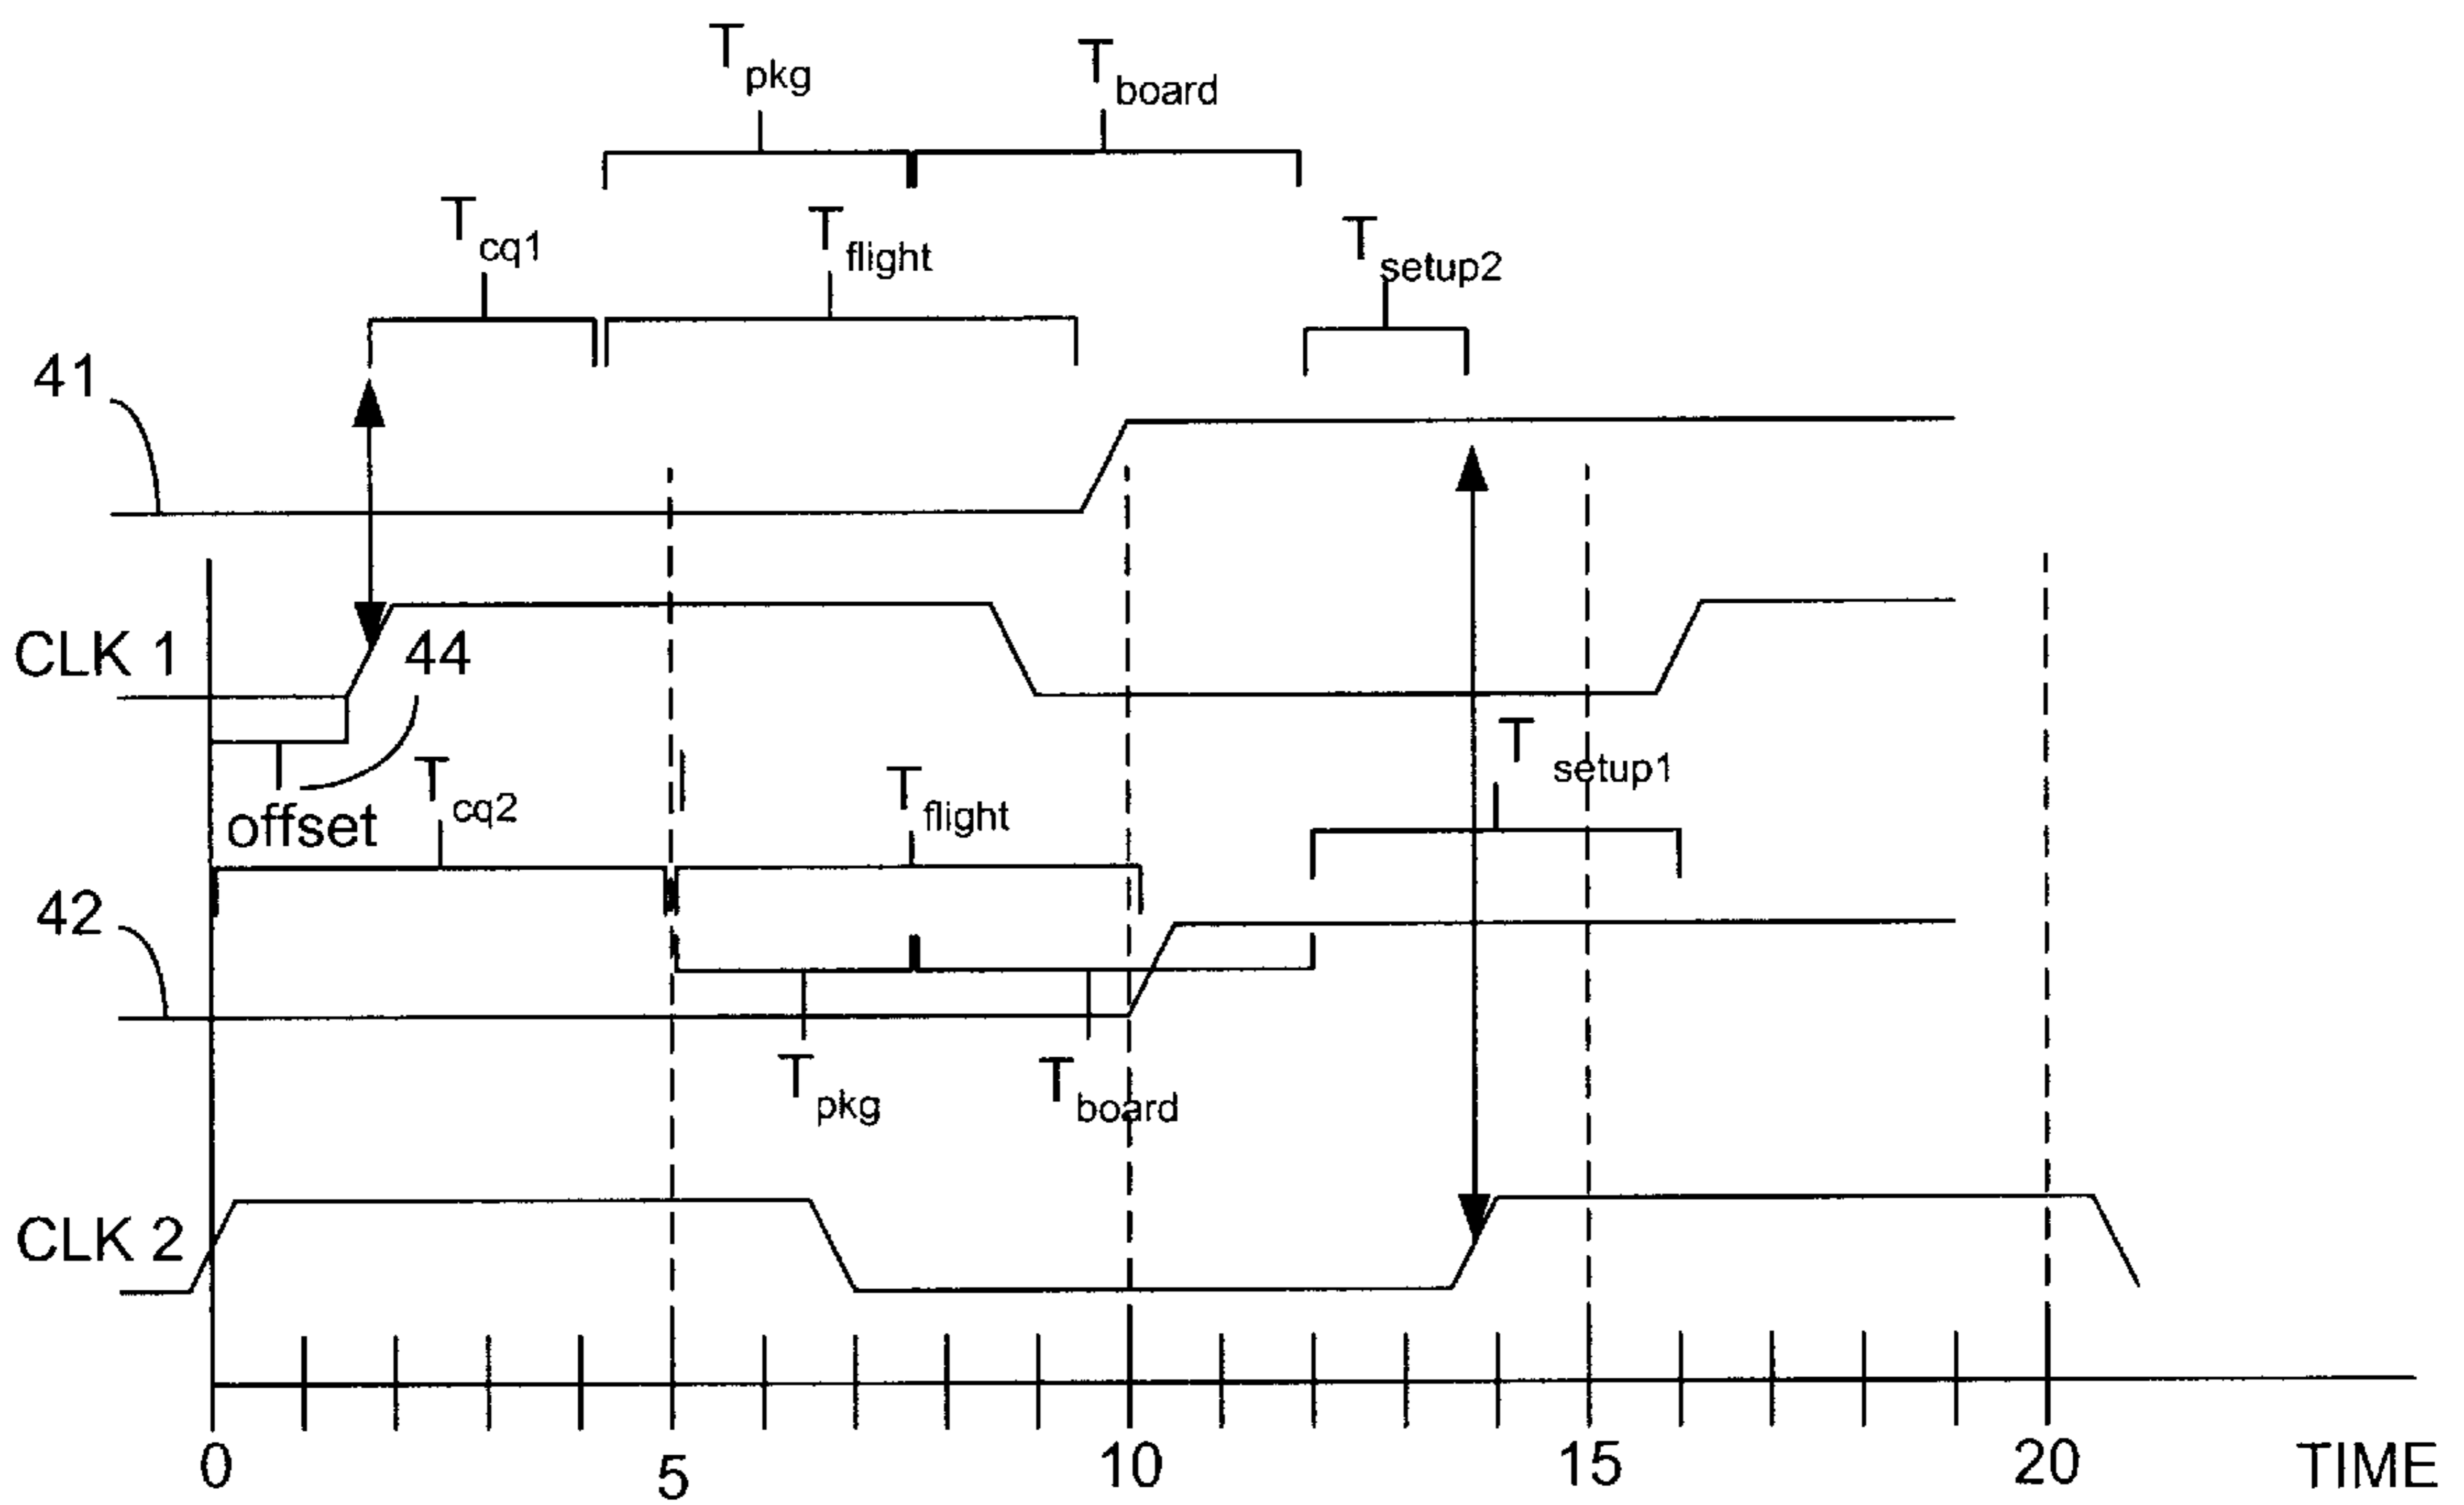 Tpkg
Tboard
Tcq1
Tflight
Tsetup2
41
CLK 1
44
Tsetup1
offset
Tcq2
Tflight
42
Tpkg
Tboard
CLK 2
0
5
10
15
20
TIME